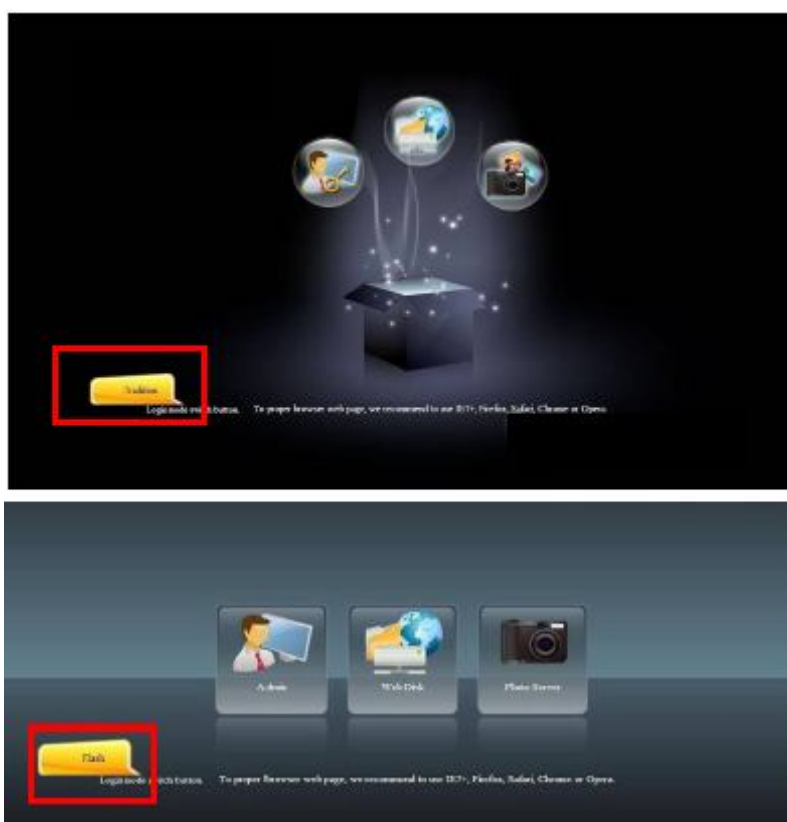 Tradition
Login mode switch button. To proper browser web page, we recommend to use IE7+, Firefox, Safari, Chrome or Opera.
Admin
Web Disk
Photo Server
Flash
Login mode switch button. To proper Browser web page, we recommend to use IE7+, Firefox, Safari, Chrome or Opera.